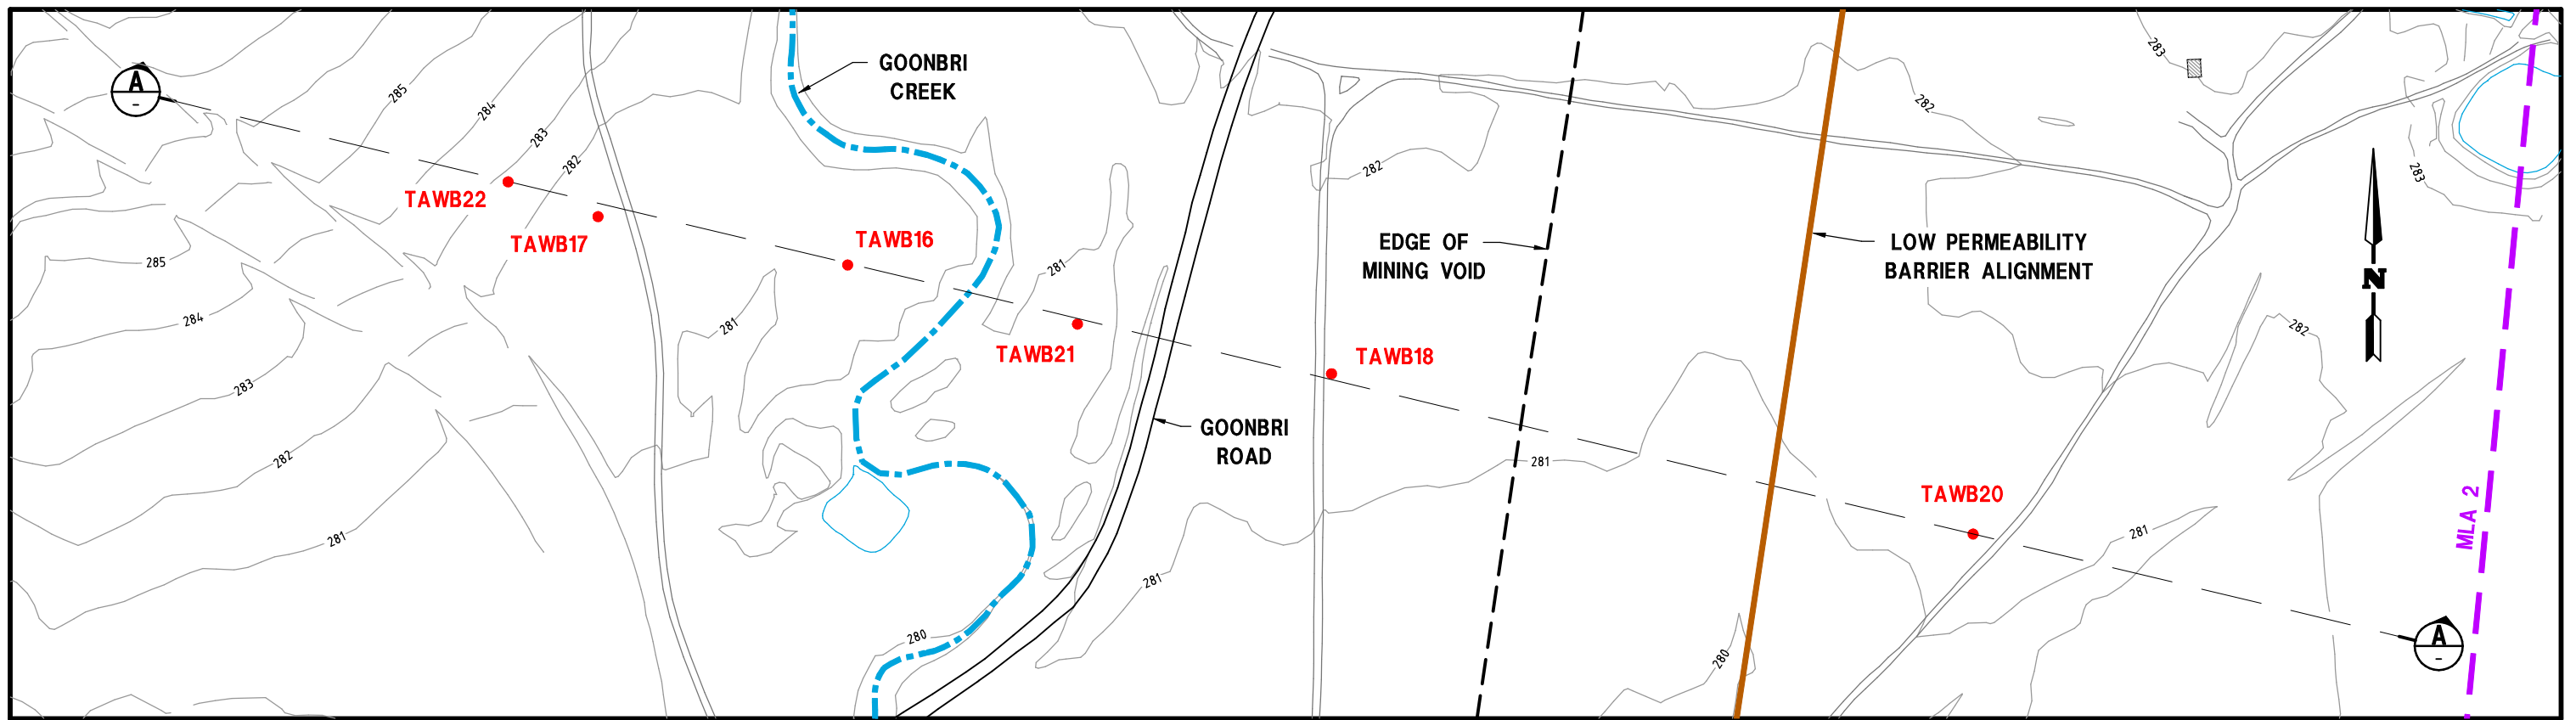 A
-
GOONBRI
CREEK
285
284
283
282
TAWB22
TAWB17
TAWB16
281
TAWB21
281
285
284
283
282
281
GOONBRI
ROAD
TAWB18
282
EDGE OF
MINING VOID
LOW PERMEABILITY
BARRIER ALIGNMENT
283
282
283
N
282
281
281
280
280
TAWB20
281
MLA 2
A
-